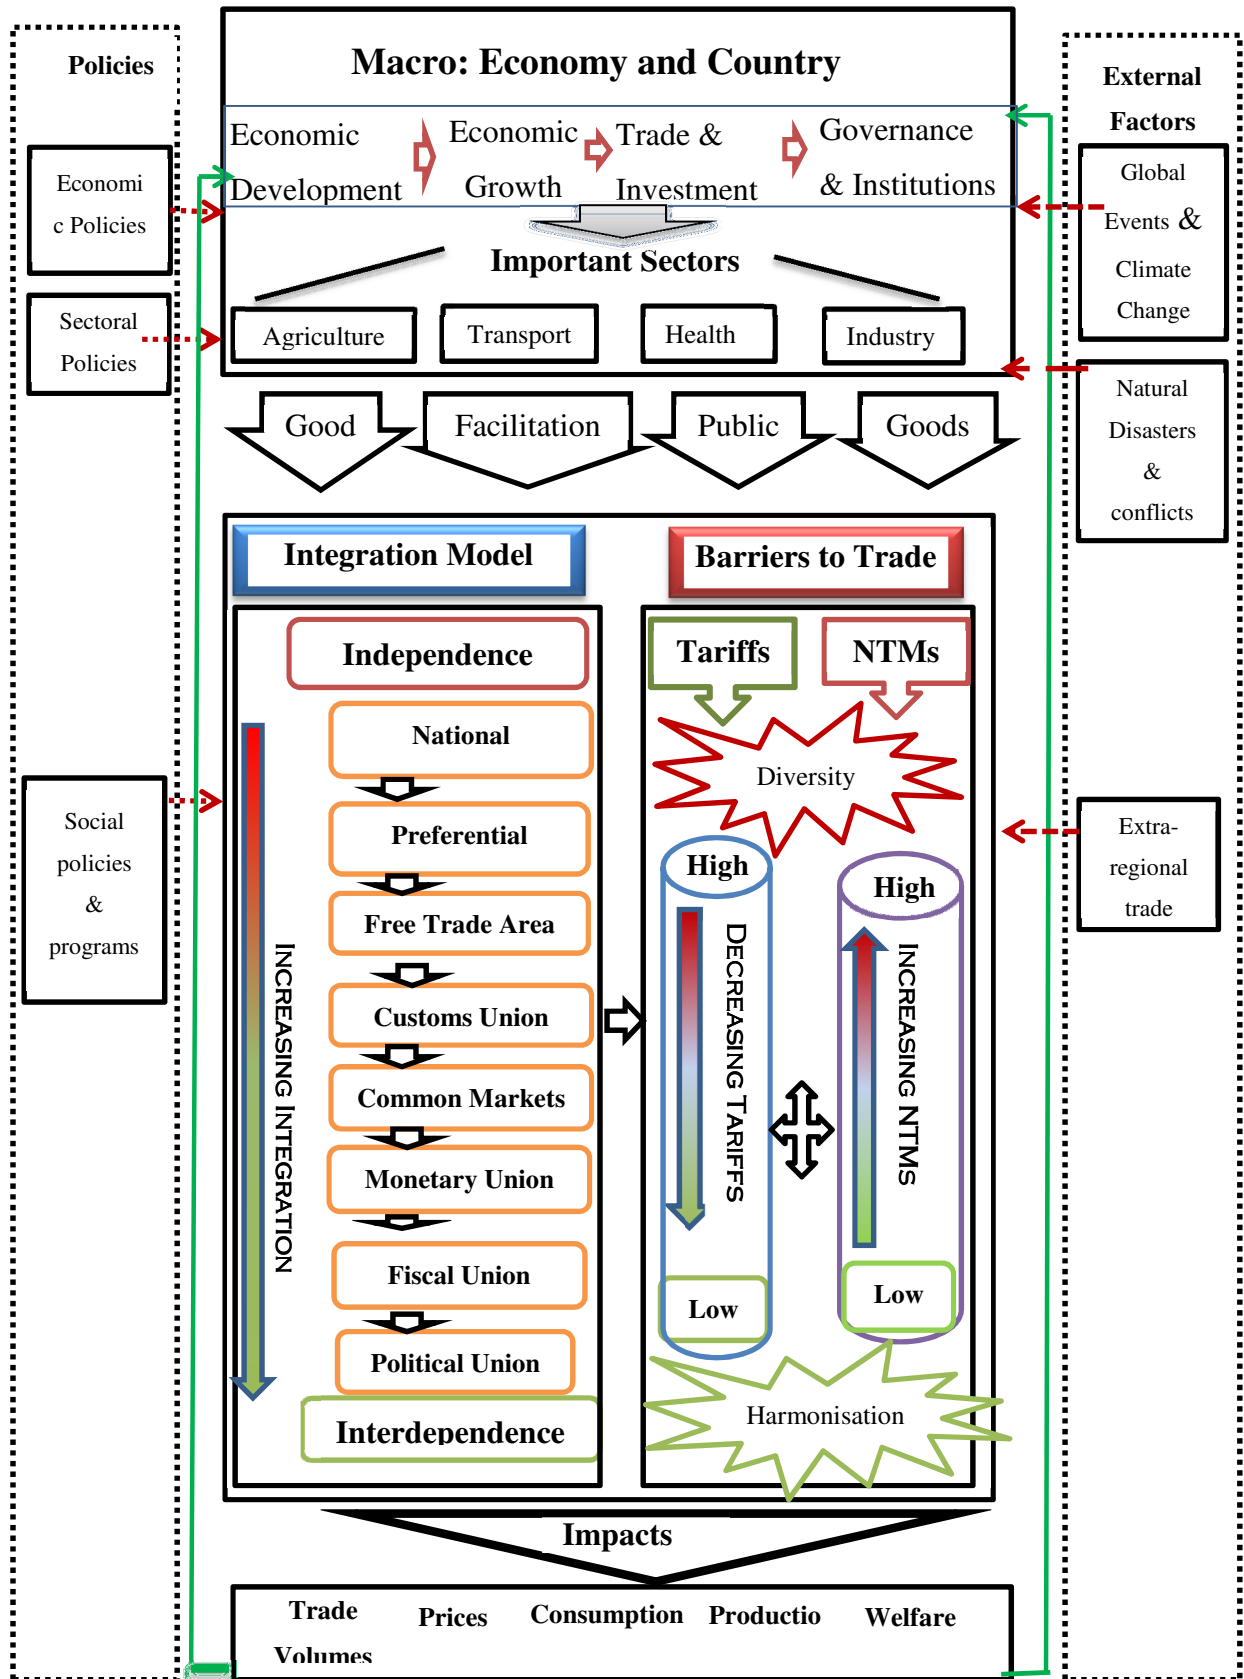 Policies
Macro: Economy and Country
External
Factors
Economic
Development
Economic
Growth
Trade &
Investment
Governance
& Institutions
Economi
c Policies
Global
Events &
Climate
Change
Important Sectors
Sectoral
Policies
Agriculture
Transport
Health
Industry
Natural
Disasters
&
conflicts
Good
Facilitation
Public
Goods
Integration Model
Barriers to Trade
Independence
Tariffs
NTMs
National
Diversity
Social
policies
&
programs
Preferential
Extra-
regional
trade
High
High
Free Trade Area
INCREASING INTEGRATION
DECREASING TARIFFS
INCREASING NTMS
Customs Union
Common Markets
Monetary Union
Fiscal Union
Low
Low
Political Union
Interdependence
Harmonisation
Impacts
Trade
Volumes
Prices
Consumption
Productio
Welfare